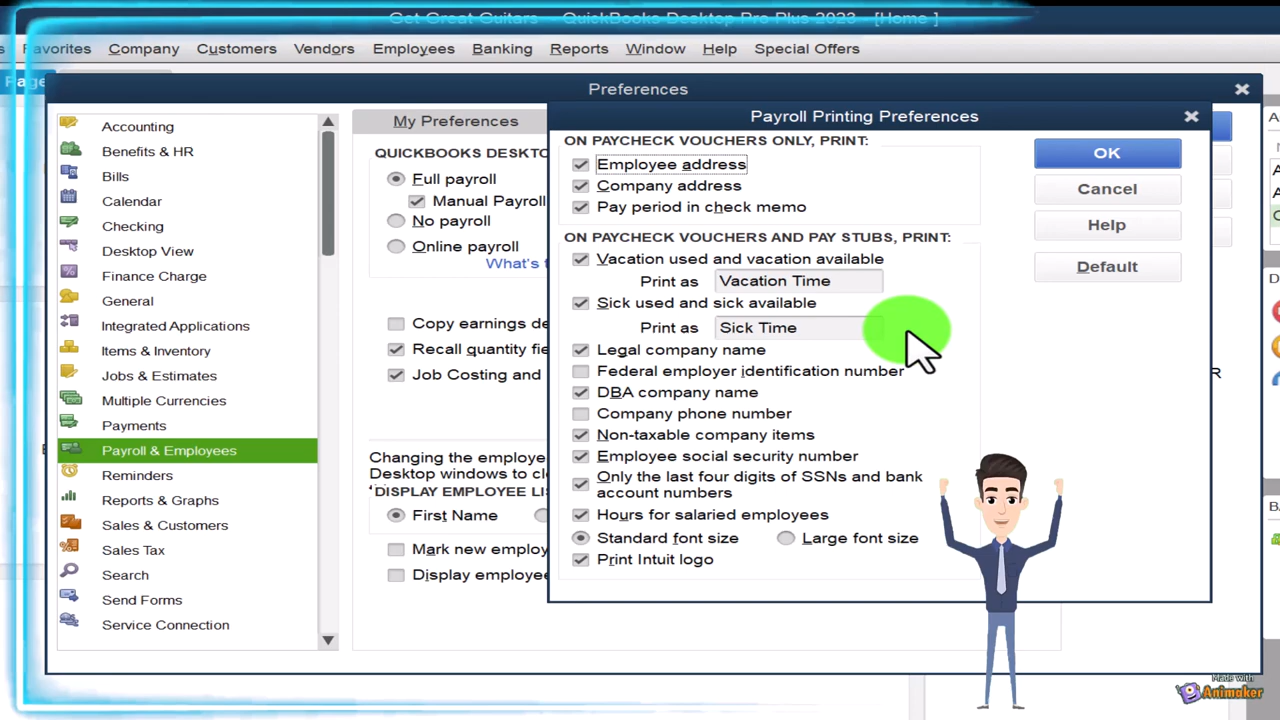 Get Great Guitars - QuickBooks Desktop Pro Plus 2023 - [Home ]
s Favorites Company Customers Vendors Employees Banking Reports Window Help Special Offers
Page
Preferences
Payroll Printing Preferences
Accounting
Benefits & HR
Bills
Calendar
Checking
Desktop View
Finance Charge
General
Integrated Applications
Items & Inventory
Jobs & Estimates
Multiple Currencies
Payments
Payroll & Employees
Reminders
Reports & Graphs
Sales & Customers
Sales Tax
Search
Send Forms
Service Connection
My Preferences
QUICKBOOKS DESKTO
Full payroll
Manual Payroll
No payroll
Online payroll
What's
Copy earnings de
Recall quantity fie
Job Costing and
Changing the employe
Desktop windows to cl
DISPLAY EMPLOYEE LI
First Name
Mark new employ
Display employee
ON PAYCHECK VOUCHERS ONLY, PRINT:
Employee address
Company address
Pay period in check memo
ON PAYCHECK VOUCHERS AND PAY STUBS, PRINT:
Vacation used and vacation available
Print as Vacation Time
Sick used and sick available
Print as Sick Time
Legal company name
Federal employer identification number
DBA company name
Company phone number
Non-taxable company items
Employee social security number
Only the last four digits of SSNs and bank
account numbers
Hours for salaried employees
Standard font size Large font size
Print Intuit logo
OK
Cancel
Help
Default
R
Made with
Animaker